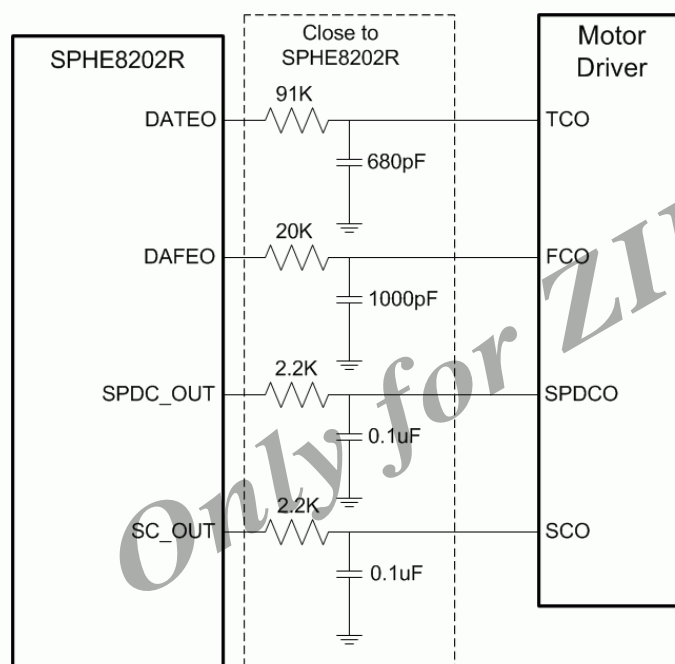 Close to
SPHE8202R
SPHE8202R
Motor
Driver
DATEO
91K
TCO
680pF
DAFEO
20K
FCO
1000pF
SPDC_OUT
2.2K
SPDCO
0.1uF
SC_OUT
2.2K
SCO
0.1uF
Only for